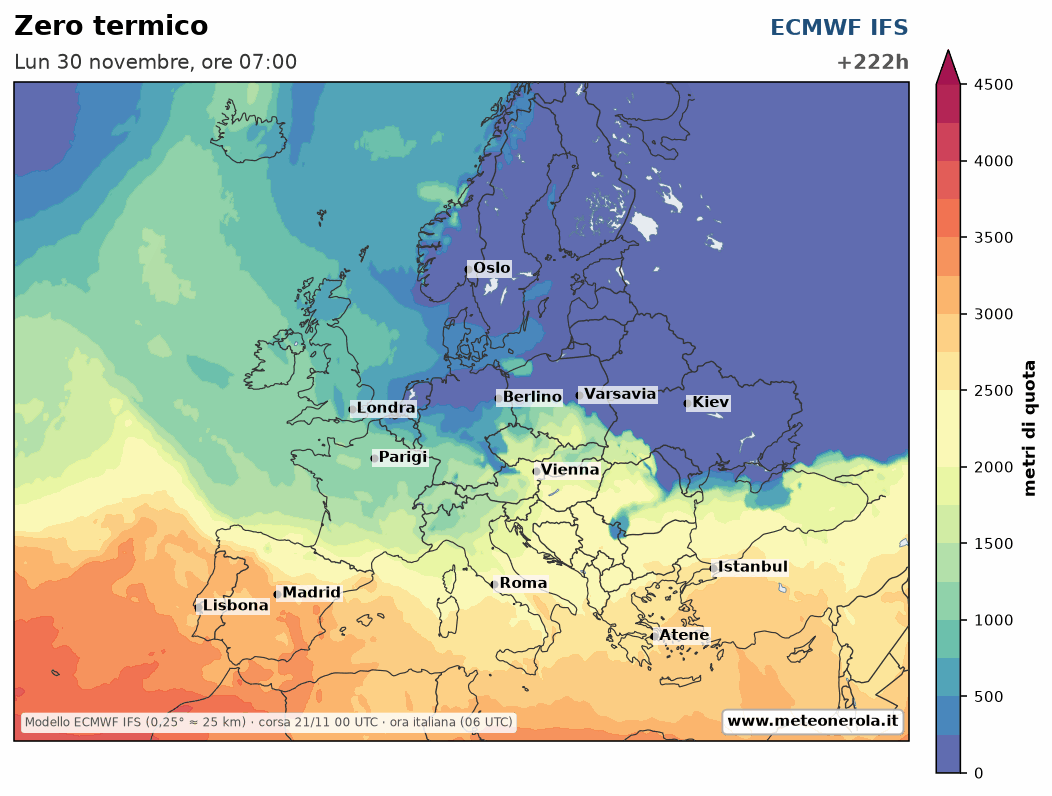 Zero termico
ECMWF IFS
Lun 30 novembre, ore 07:00
+222h
4500
4000
3500
3000
2500
2000
1500
1000
500
0
metri di quota
Oslo
Londra
Berlino
Varsavia
Kiev
Parigi
Vienna
Istanbul
Roma
Madrid
Lisbona
Atene
Modello ECMWF IFS (0,25° ≈ 25 km) · corsa 21/11 00 UTC · ora italiana (06 UTC)
www.meteonerola.it